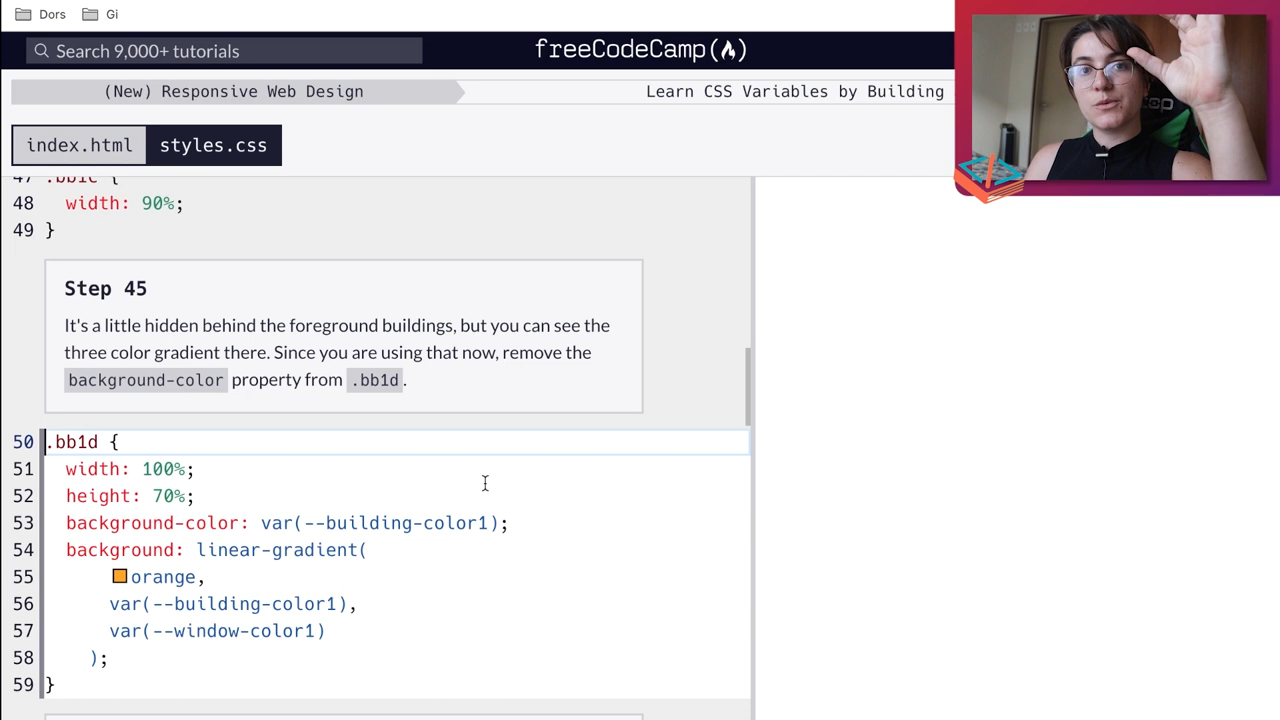 Dors Gi
Search 9,000+ tutorials
freeCodeCamp
(New) Responsive Web Design
Learn CSS Variables by Building
index.html
styles.css
47 .bb1c {
48 width: 90%;
49 }
Step 45
It's a little hidden behind the foreground buildings, but you can see the
three color gradient there. Since you are using that now, remove the
background-color property from .bb1d.
50 .bb1d {
51 width: 100%;
52 height: 70%;
53 background-color: var(--building-color1);
54 background: linear-gradient(
55 orange,
56 var(--building-color1),
57 var(--window-color1)
58 );
59 }